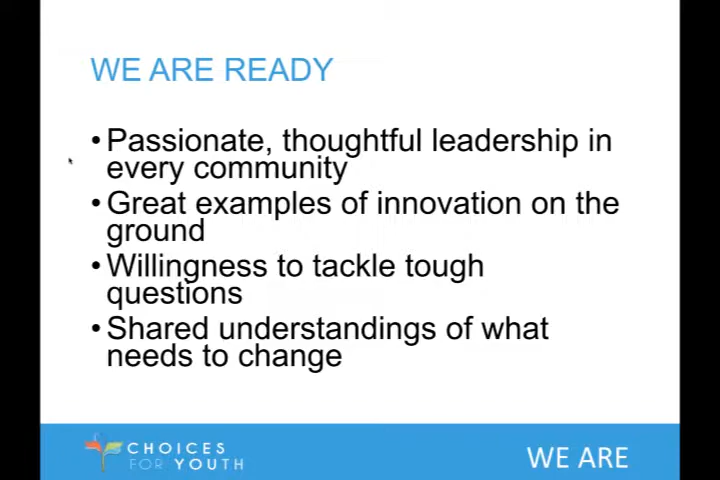 WE ARE READY
•Passionate, thoughtful leadership in
every community
•Great examples of innovation on the
ground
•Willingness to tackle tough
questions
•Shared understandings of what
needs to change
CHOICES
FOR YOUTH
WE ARE